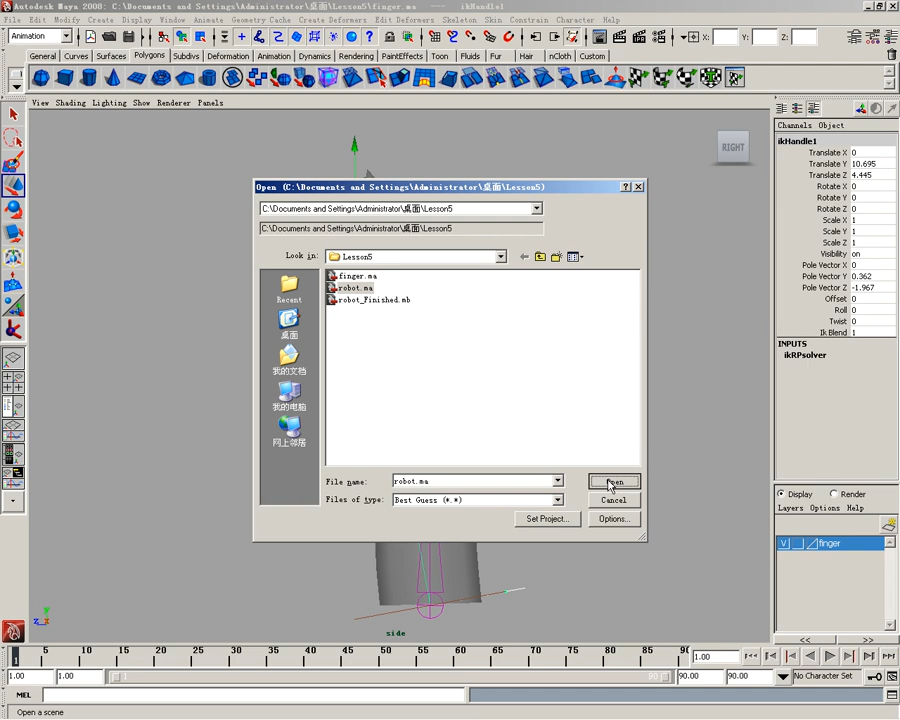 Autodesk Maya 2008: C:\Documents and Settings\Administrator\桌面\Lesson5\finger.ma ---- ikHandle1
File Edit Modify Create Display Window Animate Geometry Cache Create Deformers Edit Deformers Skeleton Skin Constrain Character Help
Animation X: Y: Z:
General Curves Surfaces Polygons Subdivs Deformation Animation Dynamics Rendering PaintEffects Toon Fluids Fur Hair nCloth Custom
View Shading Lighting Show Renderer Panels
Channels Object
ikHandle1
Translate X 0
Translate Y 10.695
Translate Z 4.445
Rotate X 0
Rotate Y 0
Rotate Z 0
Scale X 1
Scale Y 1
Scale Z 1
Visibility on
Pole Vector X 0
Pole Vector Y 0.362
Pole Vector Z -1.967
Offset 0
Roll 0
Twist 0
Ik Blend 1
INPUTS
ikRPsolver
RIGHT
Open (C:\Documents and Settings\Administrator\桌面\Lesson5)
C:\Documents and Settings\Administrator\桌面\Lesson5
C:\Documents and Settings\Administrator\桌面\Lesson5
Look in: Lesson5
Recent
桌面
我的文档
我的电脑
网上邻居
finger.ma
robot.ma
robot_Finished.mb
File name: robot.ma Open
Files of type: Best Guess (*.*) Cancel
Set Project... Options...
Display Render
Layers Options Help
V finger
y
z x
side
<< >>
1 5 10 15 20 25 30 35 40 45 50 55 60 65 70 75 80 85 90
1.00
1.00 1.00 90 90.00 90.00 No Character Set
MEL
Open a scene